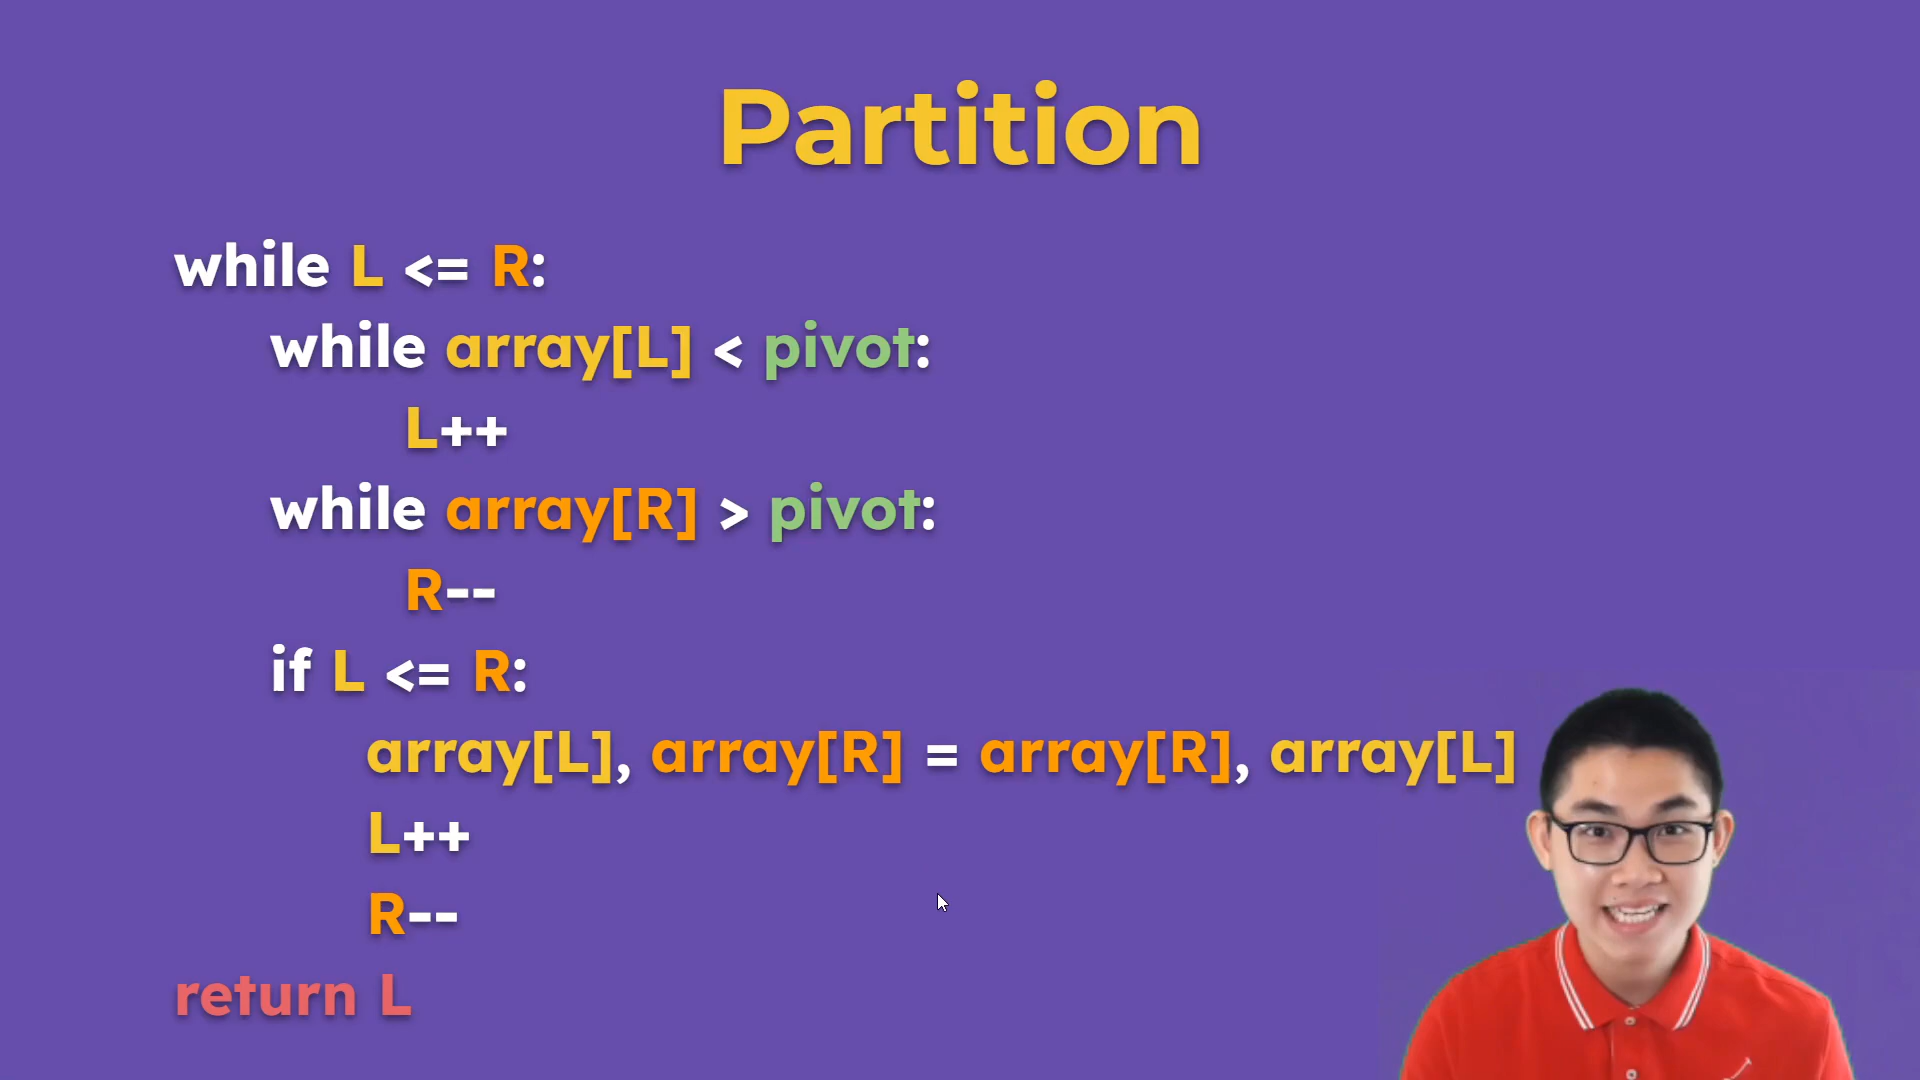 Partition
while L <= R:
while array[L] < pivot:
L++
while array[R] > pivot:
R--
if L <= R:
array[L], array[R] = array[R], array[L]
L++
R--
return L